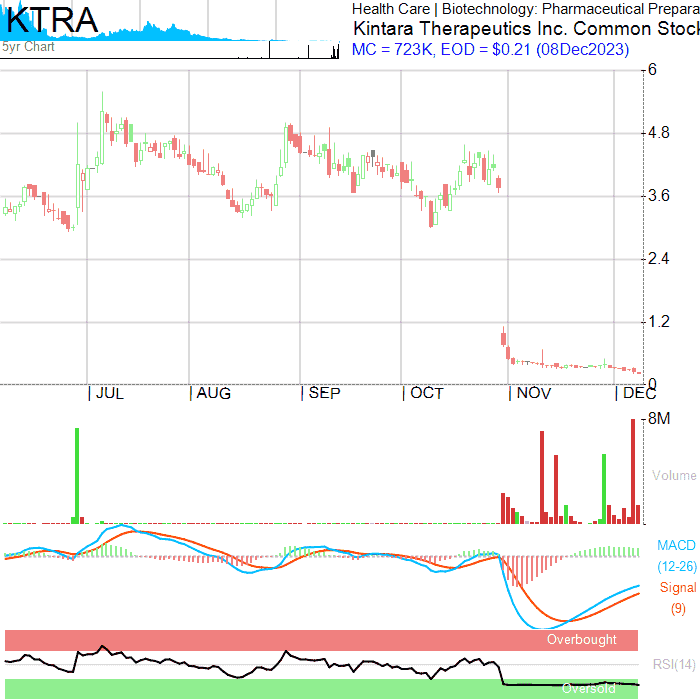 KTRA
5yr Chart
Health Care | Biotechnology: Pharmaceutical Prepara
Kintara Therapeutics Inc. Common Stock
MC = 723K, EOD = $0.21 (08Dec2023)
6
4.8
3.6
2.4
1.2
0
JUL AUG SEP OCT NOV DEC
8M
Volume
MACD
(12-26)
Signal
(9)
Overbought
RSI(14)
Oversold